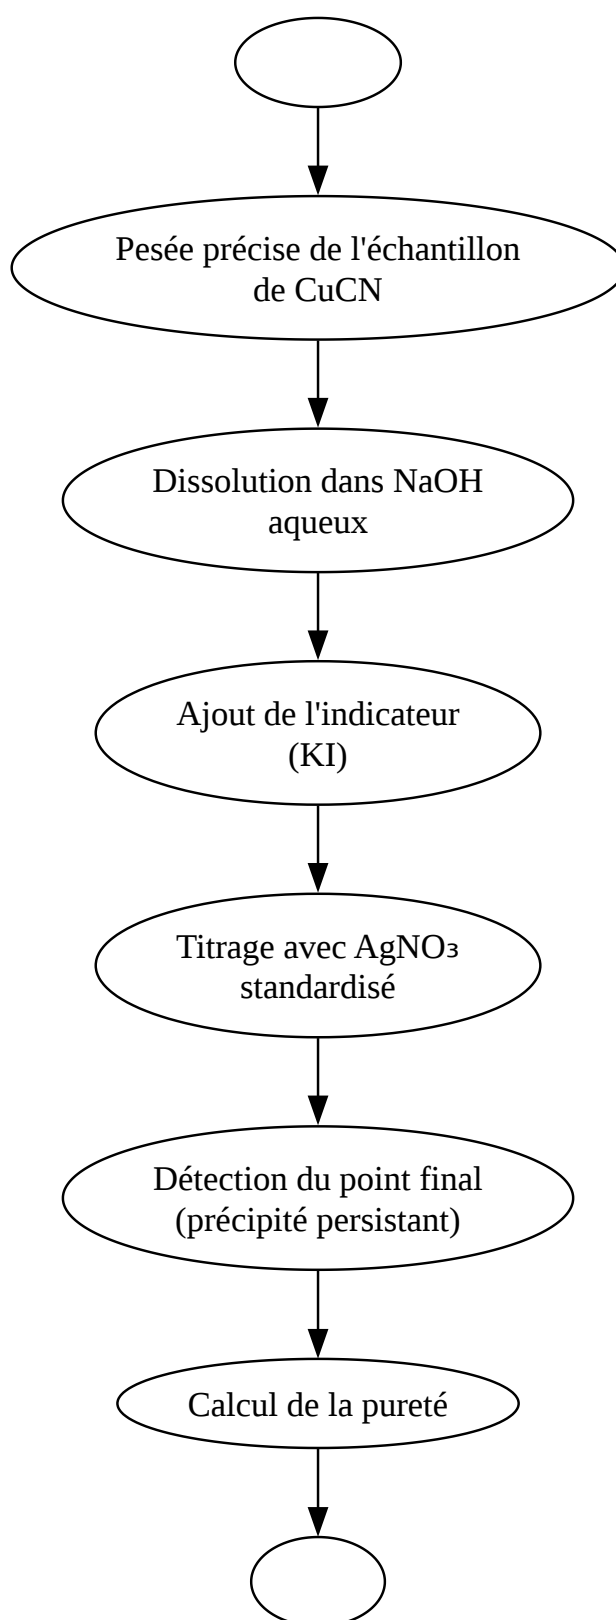 Pesée précise de l'échantillon
de CuCN
Dissolution dans NaOH
aqueux
Ajout de l'indicateur
(KI)
Titrage avec AgNO₃
standardisé
Détection du point final
(précipité persistant)
Calcul de la pureté